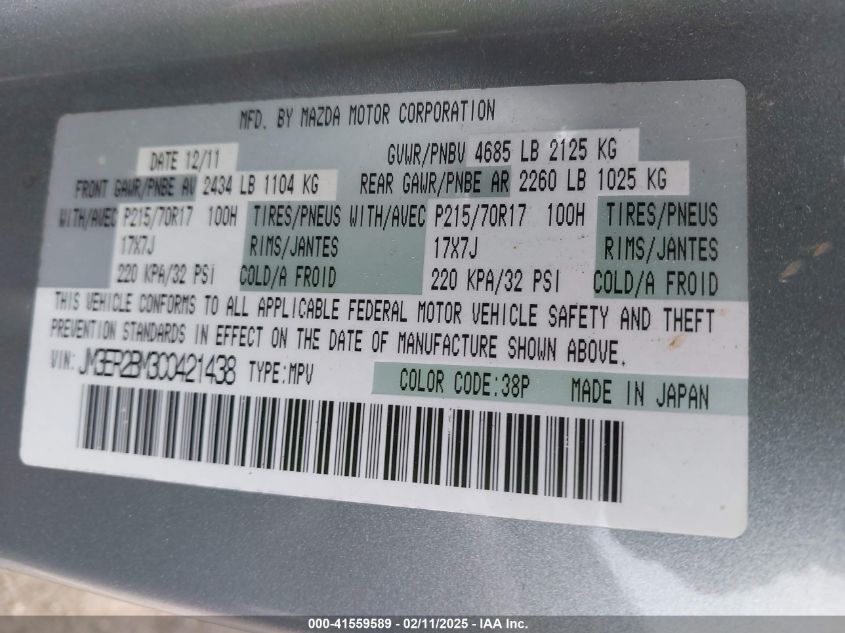 MFD. BY MAZDA MOTOR CORPORATION
DATE 12/11 GVWR/PNBV 4685 LB 2125 KG
FRONT GAWR/PNBE AV 2434 LB 1104 KG REAR GAWR/PNBE AR 2260 LB 1025 KG
WITH/AVEC P215/70R17 100H TIRES/PNEUS WITH/AVEC P215/70R17 100H TIRES/PNEUS
17X7J RIMS/JANTES 17X7J RIMS/JANTES
220 KPA/32 PSI COLD/A FROID 220 KPA/32 PSI COLD/A FROID
THIS VEHICLE CONFORMS TO ALL APPLICABLE FEDERAL MOTOR VEHICLE SAFETY AND THEFT
PREVENTION STANDARDS IN EFFECT ON THE DATE OF MANUFACTURE SHOWN ABOVE.
VIN: JM3ER2BM3C0421438 TYPE:MPV COLOR CODE:38P MADE IN JAPAN
000-41559589 - 02/11/2025 - IAA Inc.